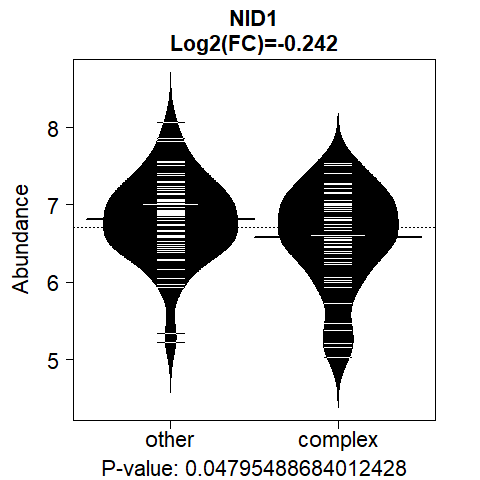 NID1
Log2(FC)=-0.242
Abundance
8
7
6
5
other
complex
P-value: 0.04795488684012428